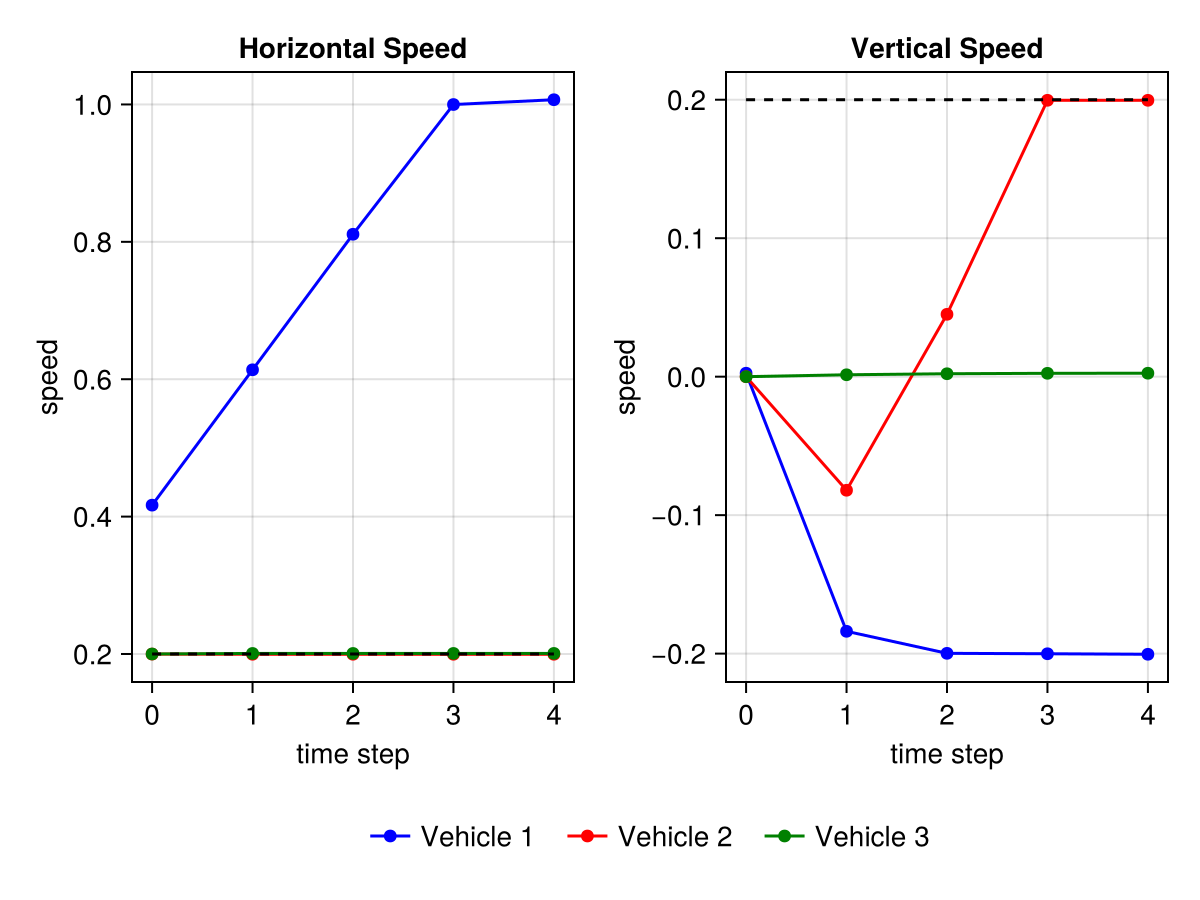 Horizontal Speed
1.0
0.8
0.6
0.4
0.2
speed
0 1 2 3 4
time step
Vertical Speed
0.2
0.1
0.0
−0.1
−0.2
speed
0 1 2 3 4
time step
Vehicle 1 Vehicle 2 Vehicle 3